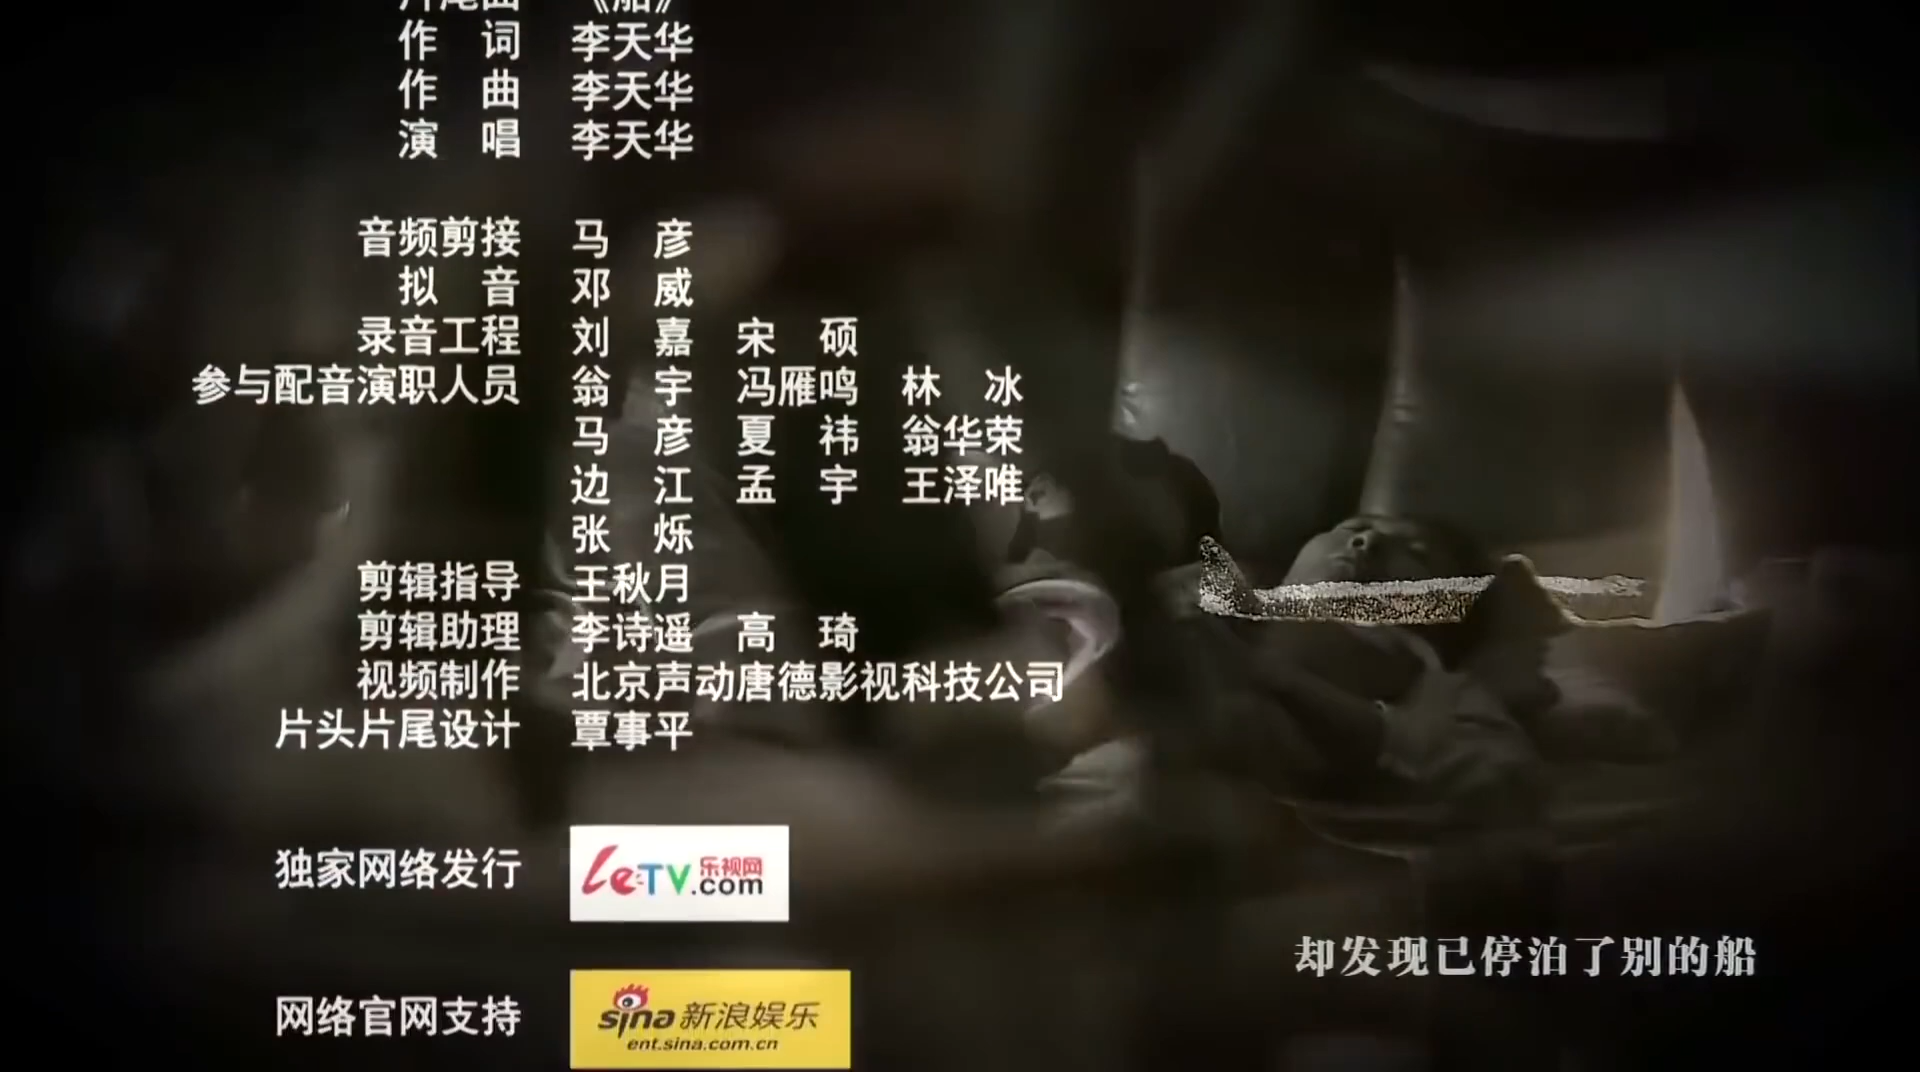 片尾曲 《船》
作 词 李天华
作 曲 李天华
演 唱 李天华
音频剪接 马 彦
拟 音 邓 威
录音工程 刘 嘉 宋 硕
参与配音演职人员 翁 宇 冯雁鸣 林 冰
马 彦 夏 祎 翁华荣
边 江 孟 宇 王泽唯
张 烁
剪辑指导 王秋月
剪辑助理 李诗遥 高 琦
视频制作 北京声动唐德影视科技公司
片头片尾设计 覃事平
独家网络发行 LeTV.com 乐视网
网络官网支持 sina 新浪娱乐
ent.sina.com.cn
却发现已停泊了别的船